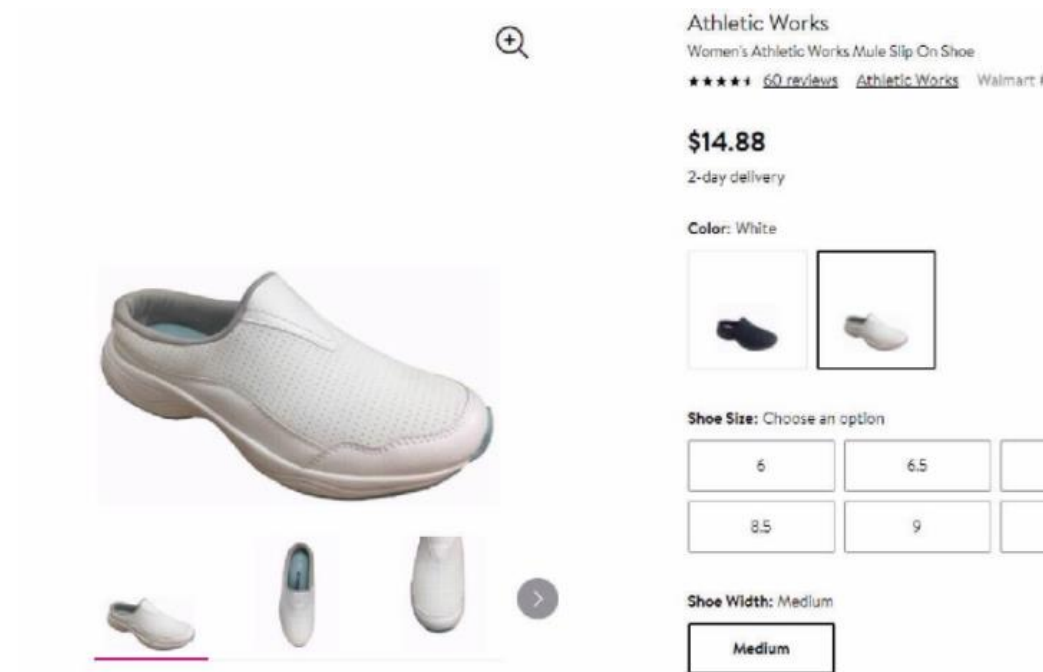 Athletic Works
Women's Athletic Works Mule Slip On Shoe
60 reviews Athletic Works Walmart
$14.88
2-day delivery
Color: White
Shoe Size: Choose an option
6 6.5
8.5 9
Shoe Width: Medium
Medium